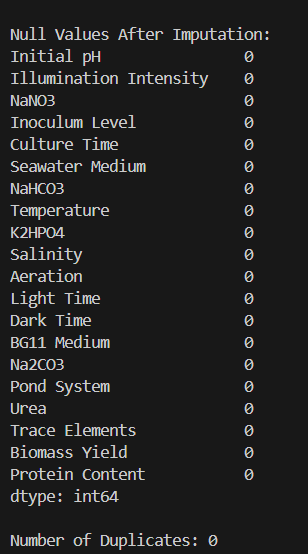 Null Values After Imputation:
Initial pH 0
Illumination Intensity 0
NaNO3 0
Inoculum Level 0
Culture Time 0
Seawater Medium 0
NaHCO3 0
Temperature 0
K2HPO4 0
Salinity 0
Aeration 0
Light Time 0
Dark Time 0
BG11 Medium 0
Na2CO3 0
Pond System 0
Urea 0
Trace Elements 0
Biomass Yield 0
Protein Content 0
dtype: int64
Number of Duplicates: 0